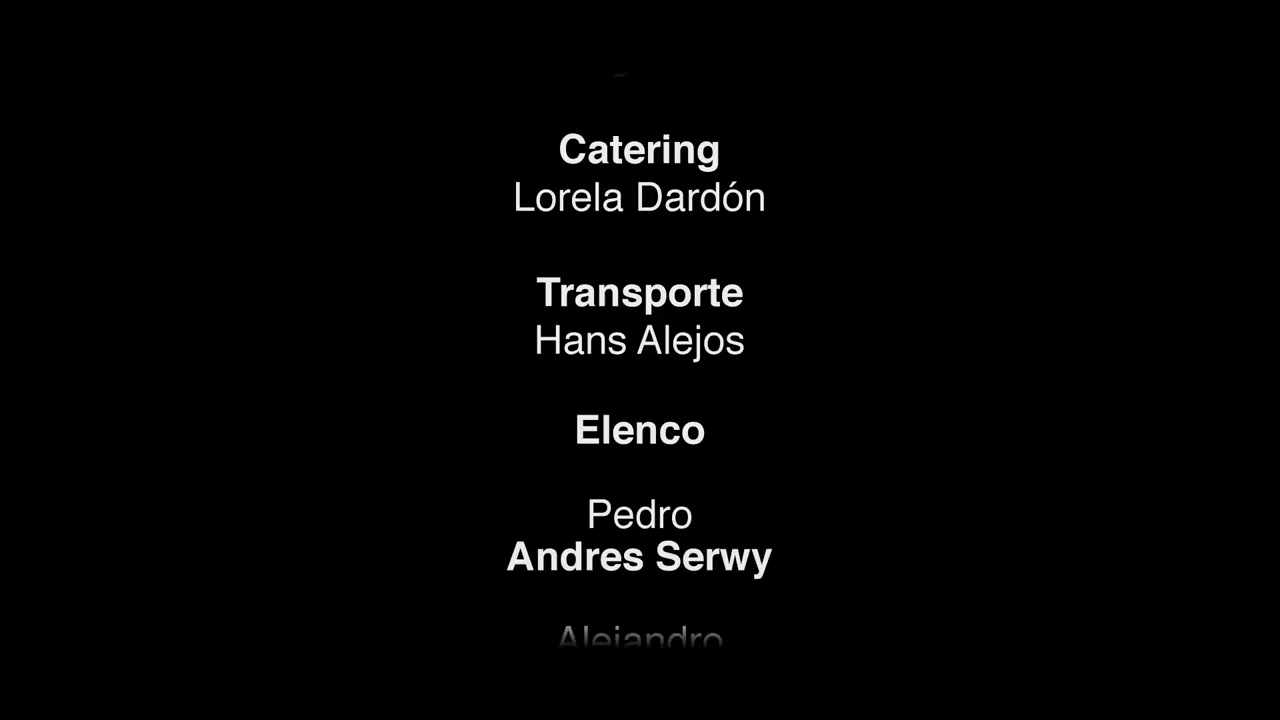 Catering
Lorela Dardón
Transporte
Hans Alejos
Elenco
Pedro
Andres Serwy
Alejandro